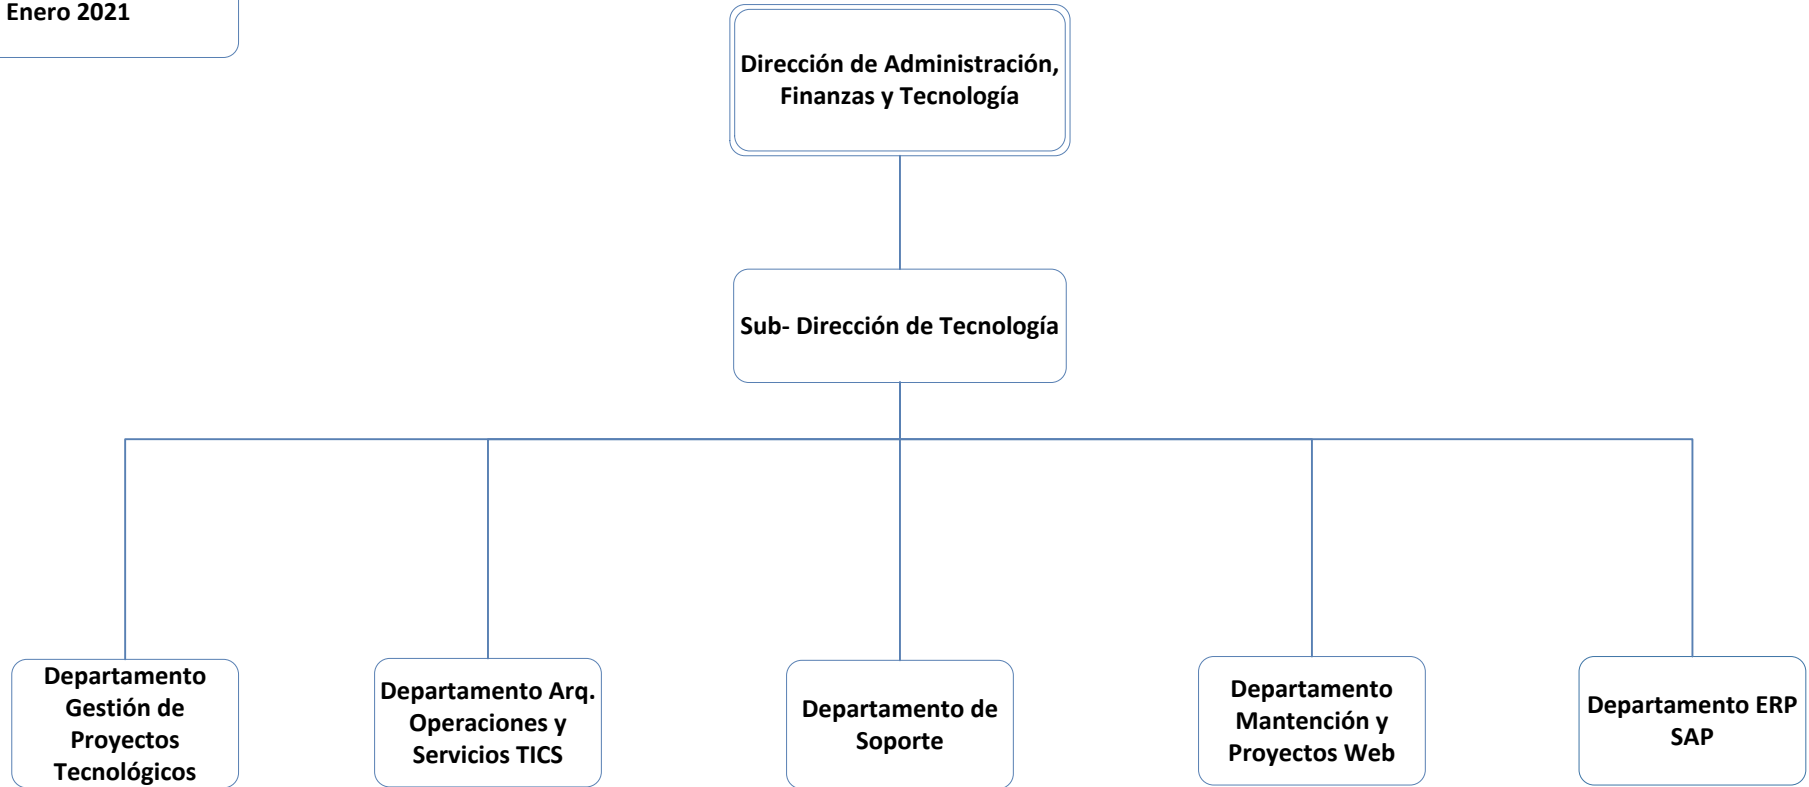 Enero 2021
Dirección de Administración,
Finanzas y Tecnología
Sub- Dirección de Tecnología
Departamento
Gestión de
Proyectos
Tecnológicos
Departamento Arq.
Operaciones y
Servicios TICS
Departamento de
Soporte
Departamento
Mantención y
Proyectos Web
Departamento ERP
SAP